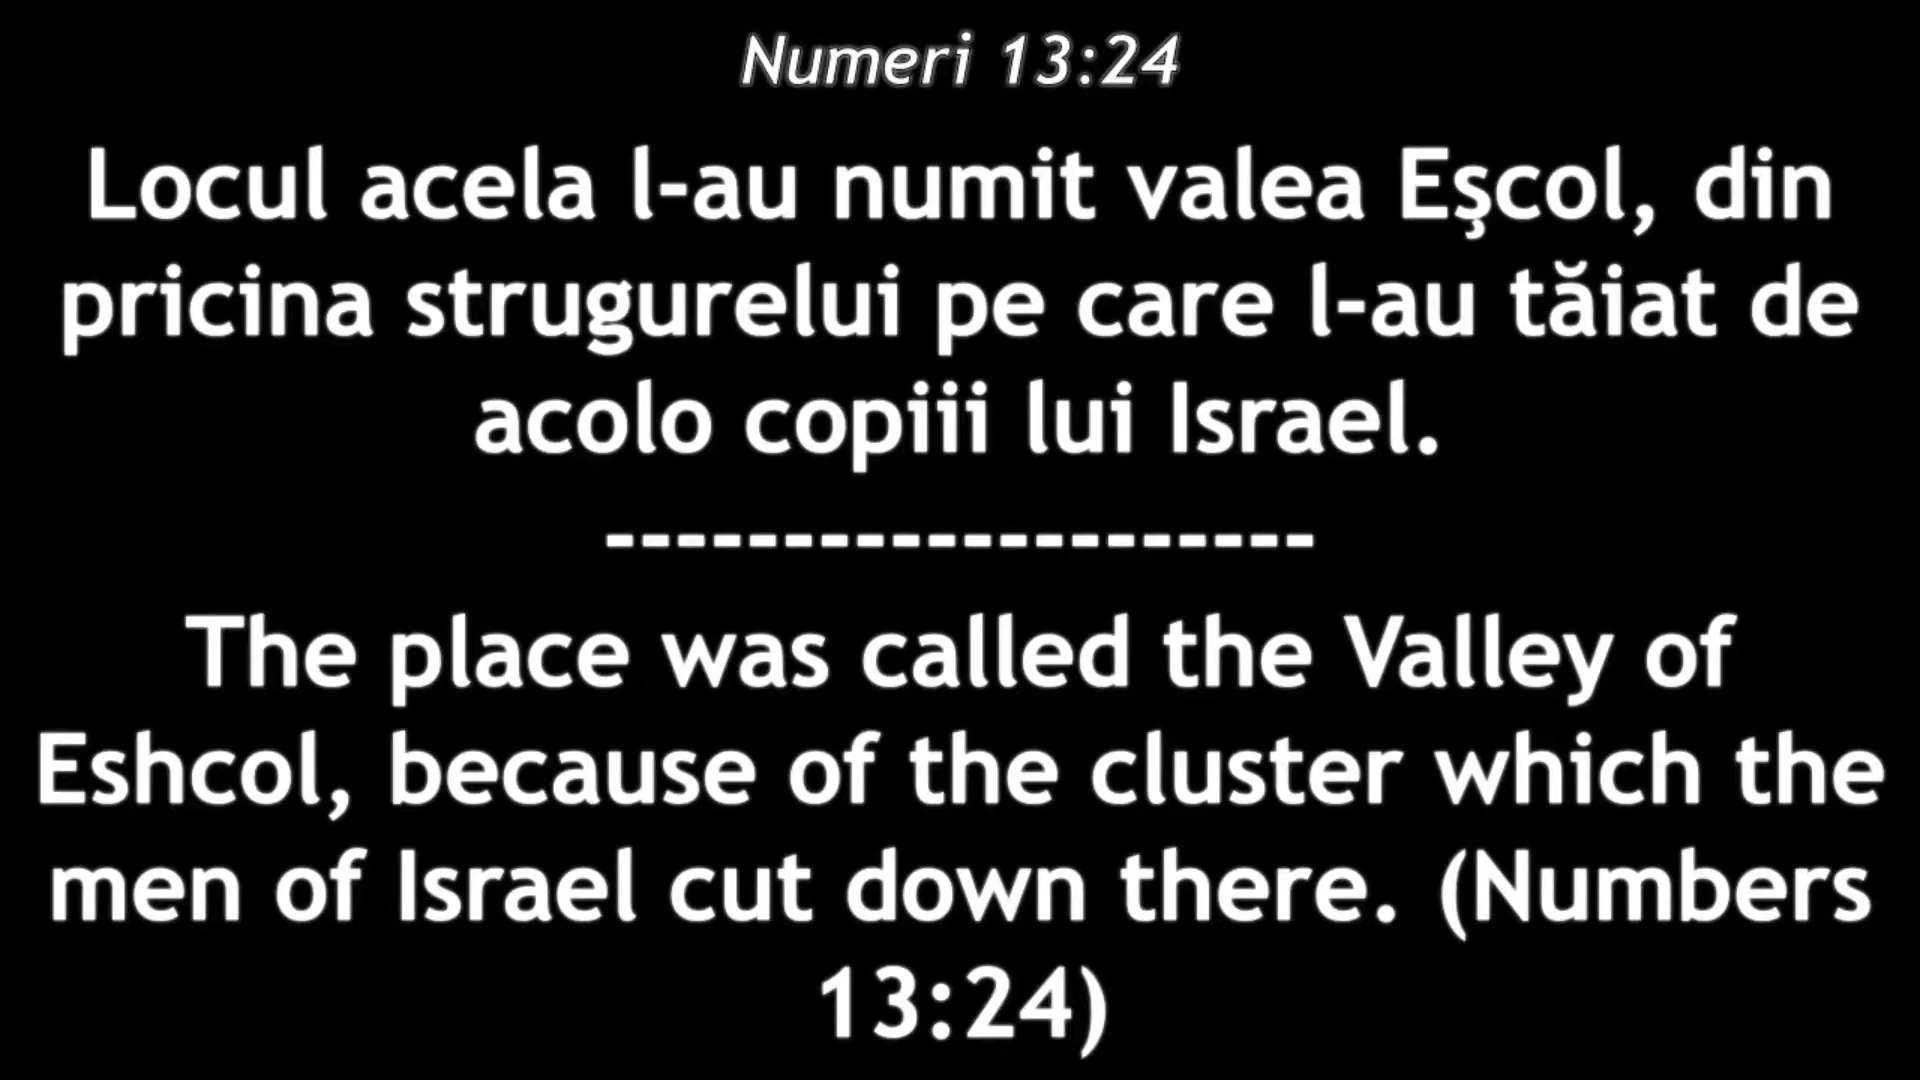 Numeri 13:24
Locul acela l-au numit valea Eşcol, din
pricina strugurelui pe care l-au tăiat de
acolo copiii lui Israel.
--------------------
The place was called the Valley of
Eshcol, because of the cluster which the
men of Israel cut down there. (Numbers
13:24)